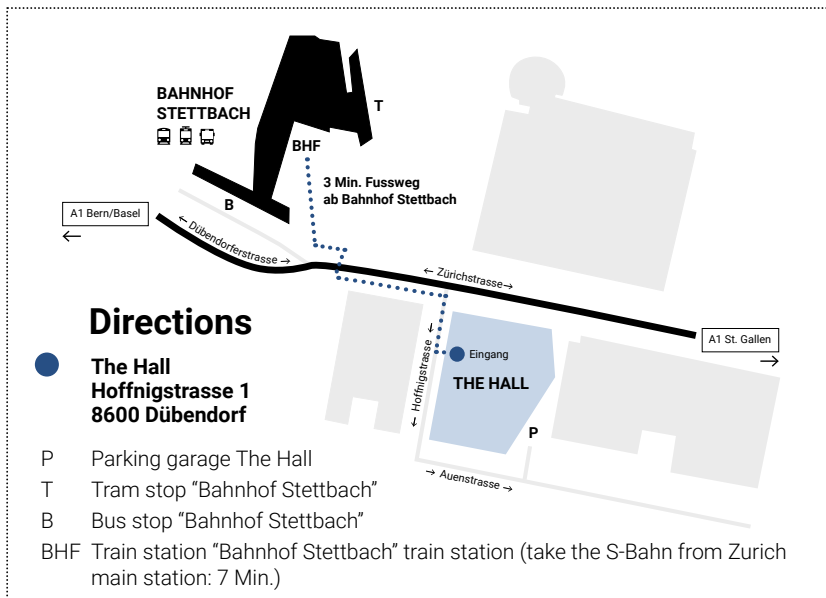 BAHNHOF
STETTBACH
T
BHF
3 Min. Fussweg
ab Bahnhof Stettbach
B
A1 Bern/Basel
←
← Dübendorferstrasse →
← Zürichstrasse→
A1 St. Gallen
→
Directions
The Hall
Hoffnigstrasse 1
8600 Dübendorf
← Hoffnigstrasse →
Eingang
THE HALL
P
→ Auenstrasse →
P Parking garage The Hall
T Tram stop “Bahnhof Stettbach”
B Bus stop “Bahnhof Stettbach”
BHF Train station “Bahnhof Stettbach” train station (take the S-Bahn from Zurich
main station: 7 Min.)